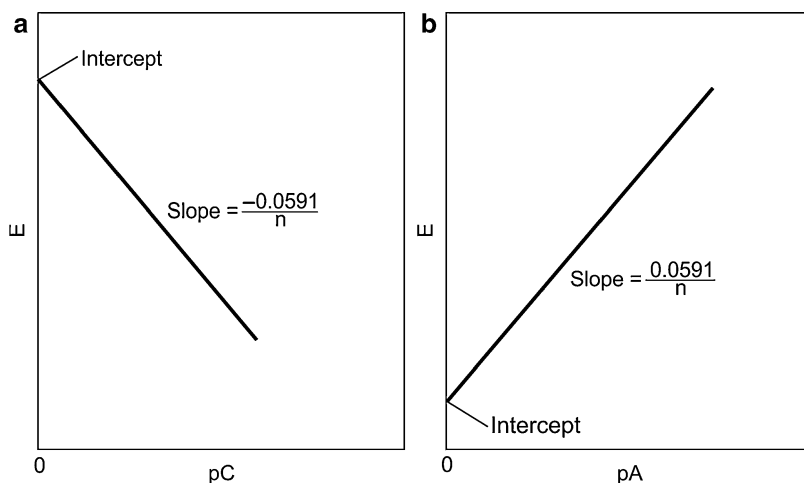 a
Intercept
Slope = –0.0591
n
E
0
pC
b
E
Slope = 0.0591
n
Intercept
0
pA